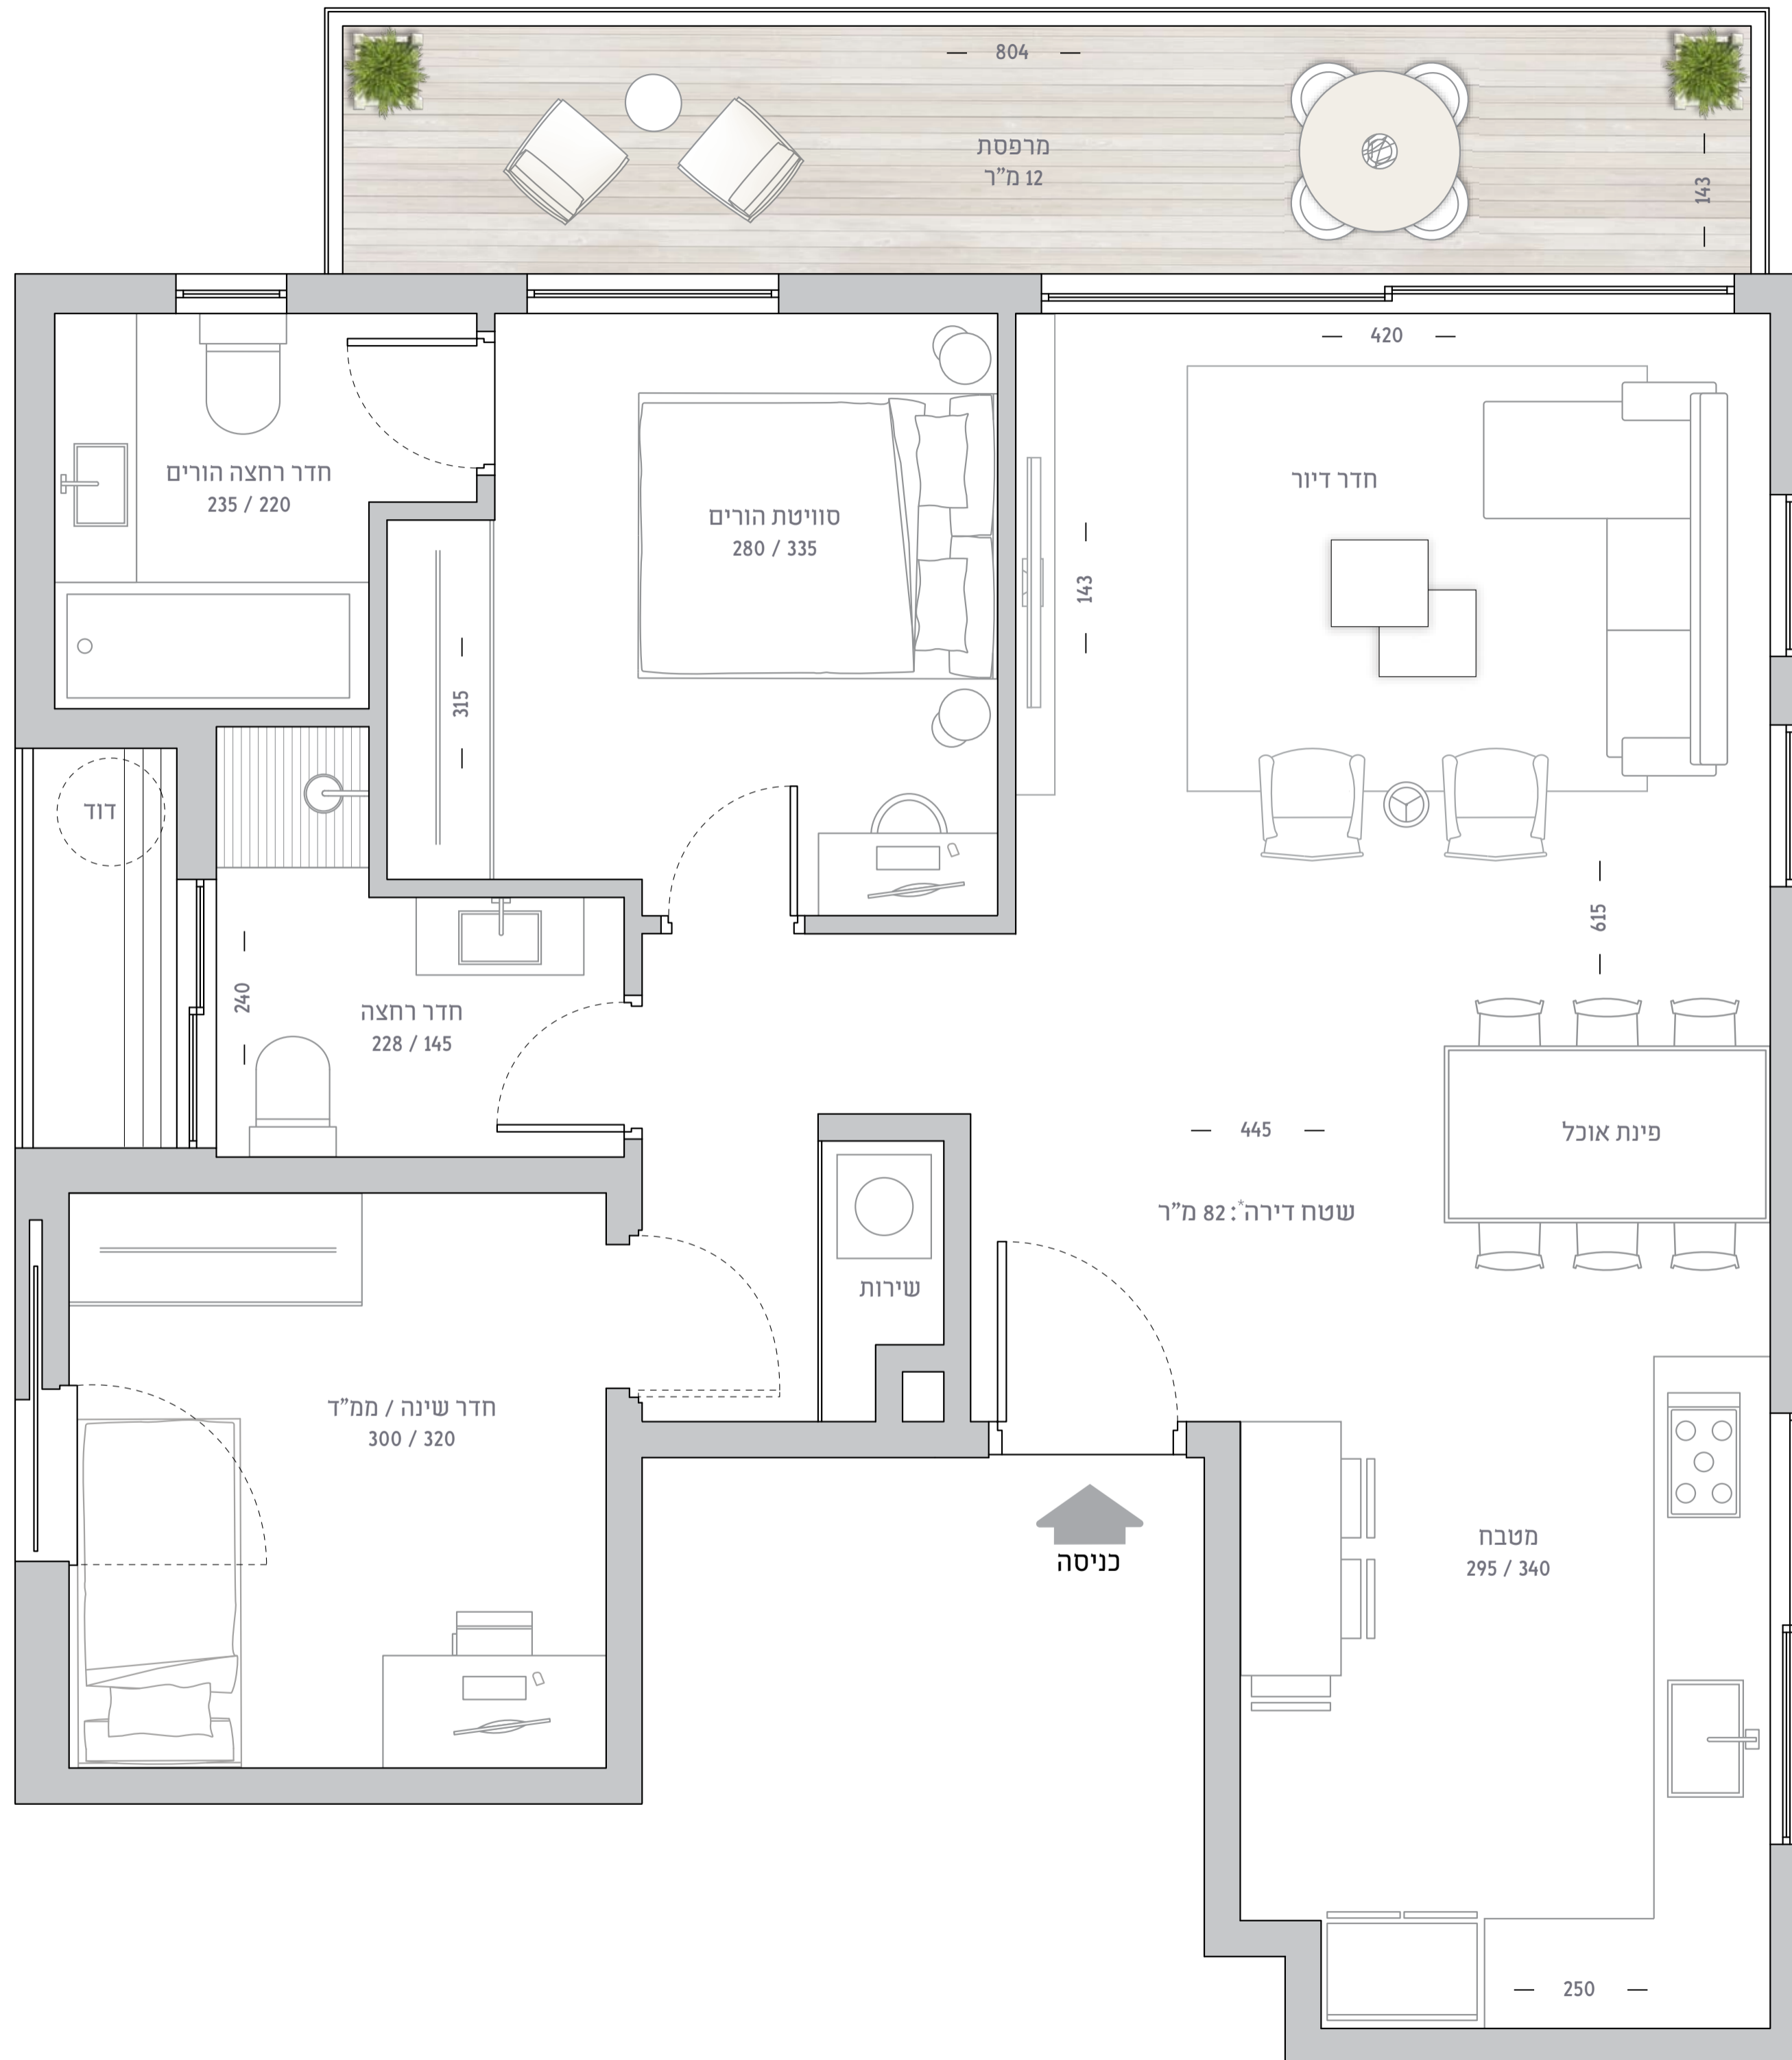 804
מרפסת
12 מ"ר
143
420
חדר רחצה הורים
235 / 220
חדר דיור
סוויטת הורים
280 / 335
143
315
דוד
615
240
חדר רחצה
228 / 145
445
פינת אוכל
שטח דירה*: 82 מ"ר
שירות
חדר שינה / ממ"ד
300 / 320
כניסה
מטבח
295 / 340
250